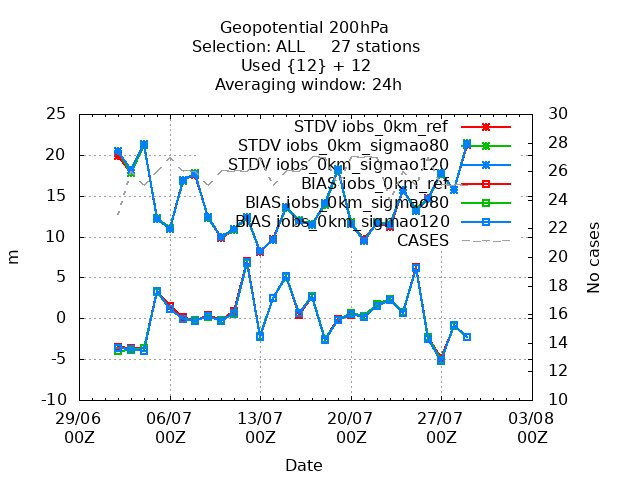 Geopotential 200hPa
Selection: ALL 27 stations
Used {12} + 12
Averaging window: 24h
25 30
STDV iobs_0km_ref
28
STDV iobs_0km_sigmao80
20
STDV iobs_0km_sigmao120
26
BIAS iobs_0km_ref
15 24
BIAS iobs_0km_sigmao80
BIAS iobs_0km_sigmao120
22
10 CASES
20
5
18
0
16
-5
14
12
-10 10
m
No cases
29/06 06/07 13/07 20/07 27/07 03/08
00Z 00Z 00Z 00Z 00Z 00Z
Date